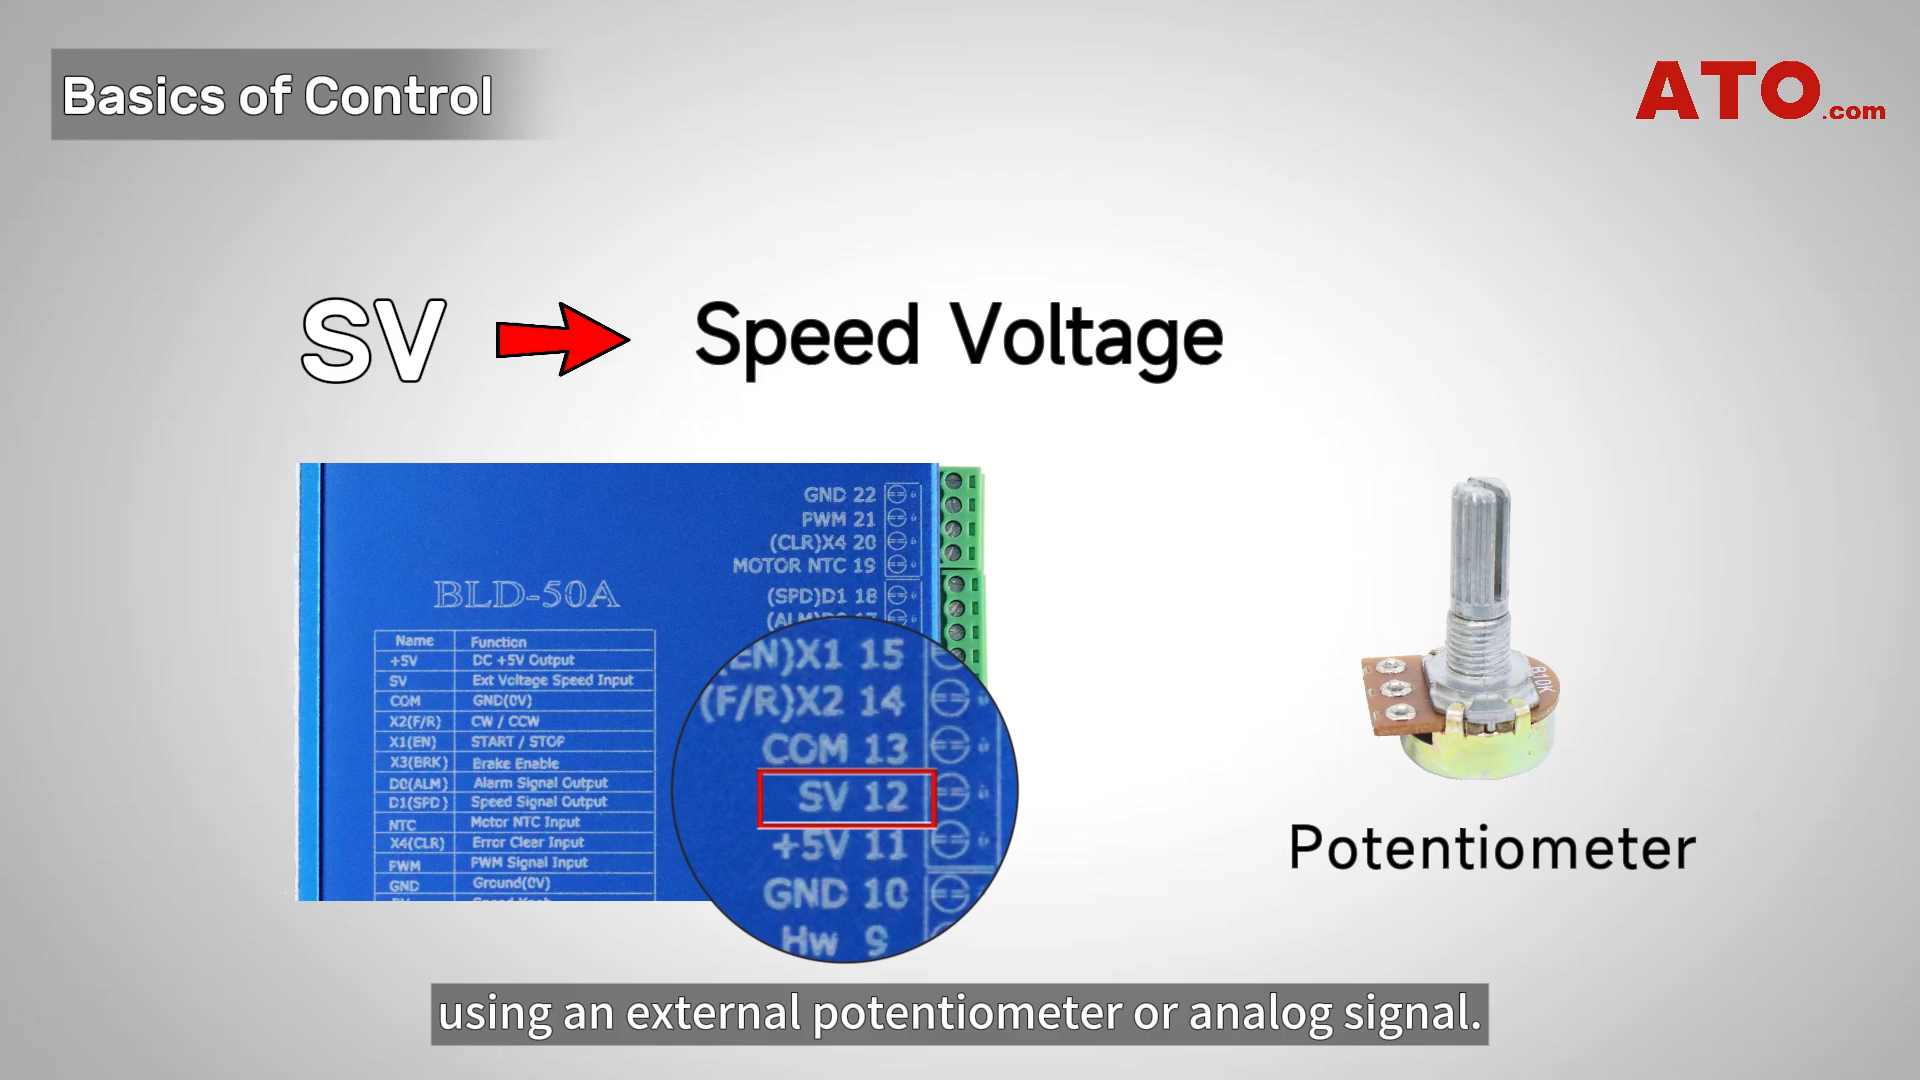 Basics of Control
ATO.com
SV
Speed Voltage
GND 22
PWM 21
(CLR)X4 20
MOTOR NTC 19
(SPD)D1 18
BLD-50A
Name Function
+5V DC +5V Output
SV Ext Voltage Speed Input
COM GND(0V)
X2(F/R) CW / CCW
X1(EN) START / STOP
X3(BRK) Brake Enable
D0(ALM) Alarm Signal Output
D1(SPD) Speed Signal Output
NTC Motor NTC Input
X4(CLR) Error Clear Input
PWM PWM Signal Input
GND Ground(0V)
(EN)X1 15
(F/R)X2 14
COM 13
SV 12
+5V 11
GND 10
Hw 9
B10K
Potentiometer
using an external potentiometer or analog signal.